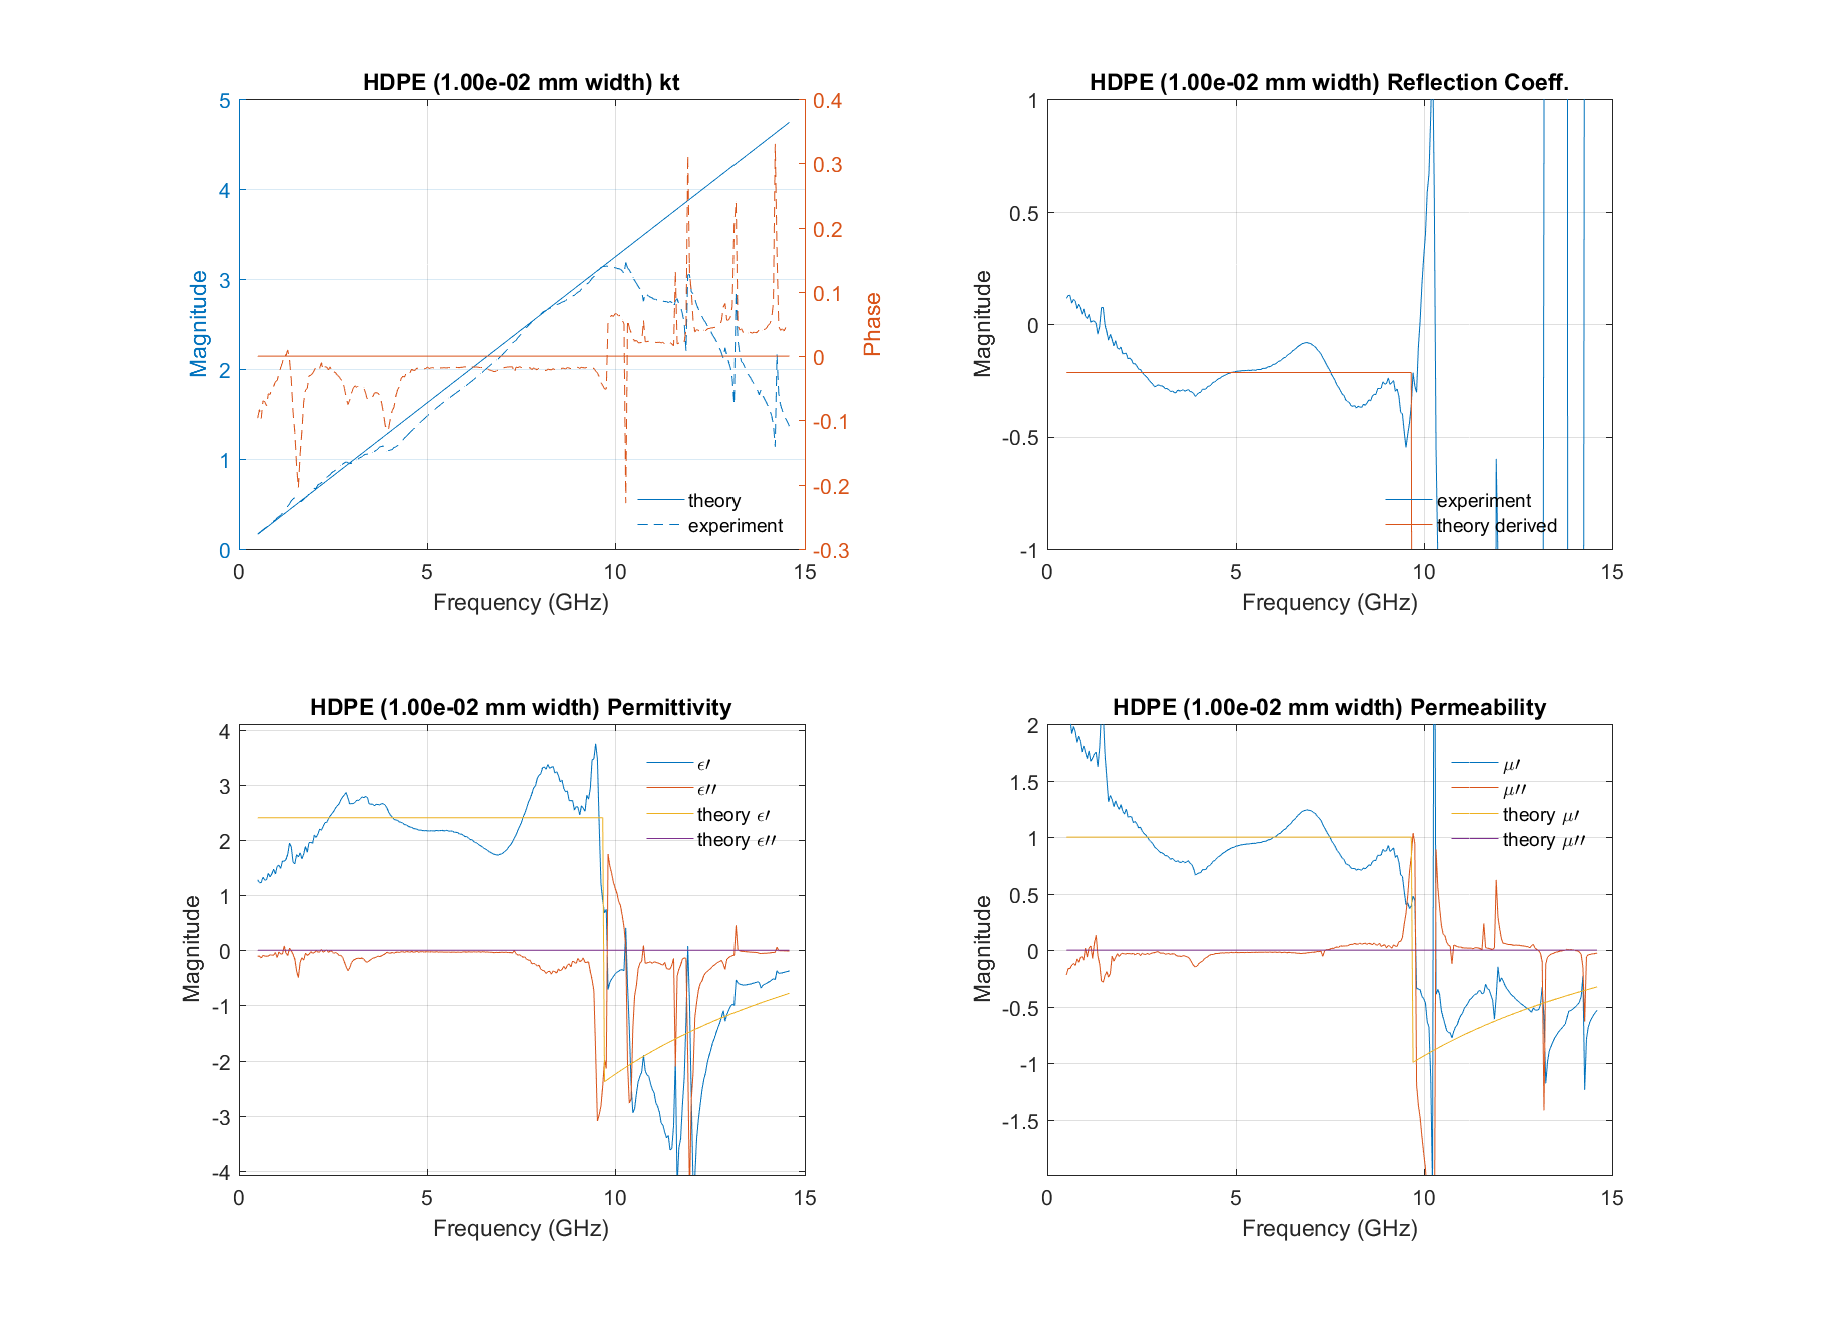 HDPE (1.00e-02 mm width) kt
5
4
3
2
1
0
Magnitude
0.4
0.3
0.2
0.1
0
-0.1
-0.2
-0.3
Phase
theory
experiment
0 5 10 15
Frequency (GHz)
HDPE (1.00e-02 mm width) Reflection Coeff.
1
0.5
0
-0.5
-1
Magnitude
experiment
theory derived
0 5 10 15
Frequency (GHz)
HDPE (1.00e-02 mm width) Permittivity
4
3
2
1
0
-1
-2
-3
-4
Magnitude
ϵ′
ϵ′′
theory ϵ′
theory ϵ′′
0 5 10 15
Frequency (GHz)
HDPE (1.00e-02 mm width) Permeability
2
1.5
1
0.5
0
-0.5
-1
-1.5
Magnitude
μ′
μ′′
theory μ′
theory μ′′
0 5 10 15
Frequency (GHz)